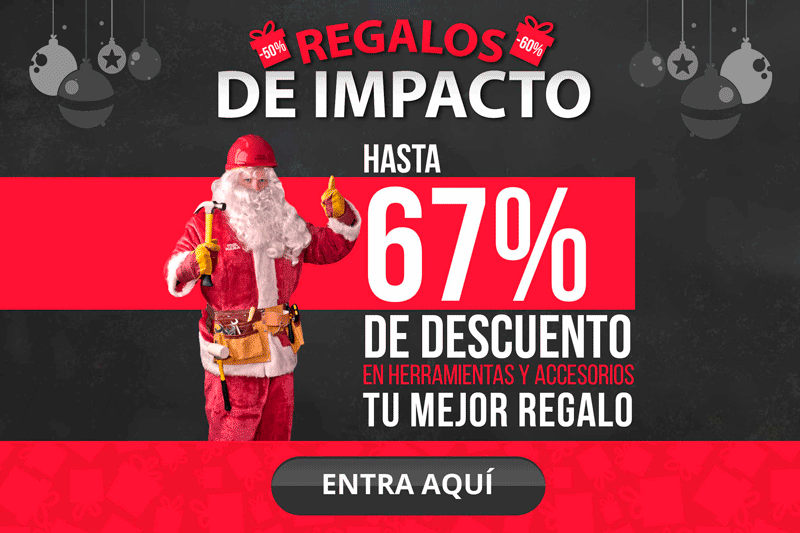 -50%
REGALOS
-60%
DE IMPACTO
HASTA
67%
DE DESCUENTO
EN HERRAMIENTAS Y ACCESORIOS
TU MEJOR REGALO
ENTRA AQUÍ